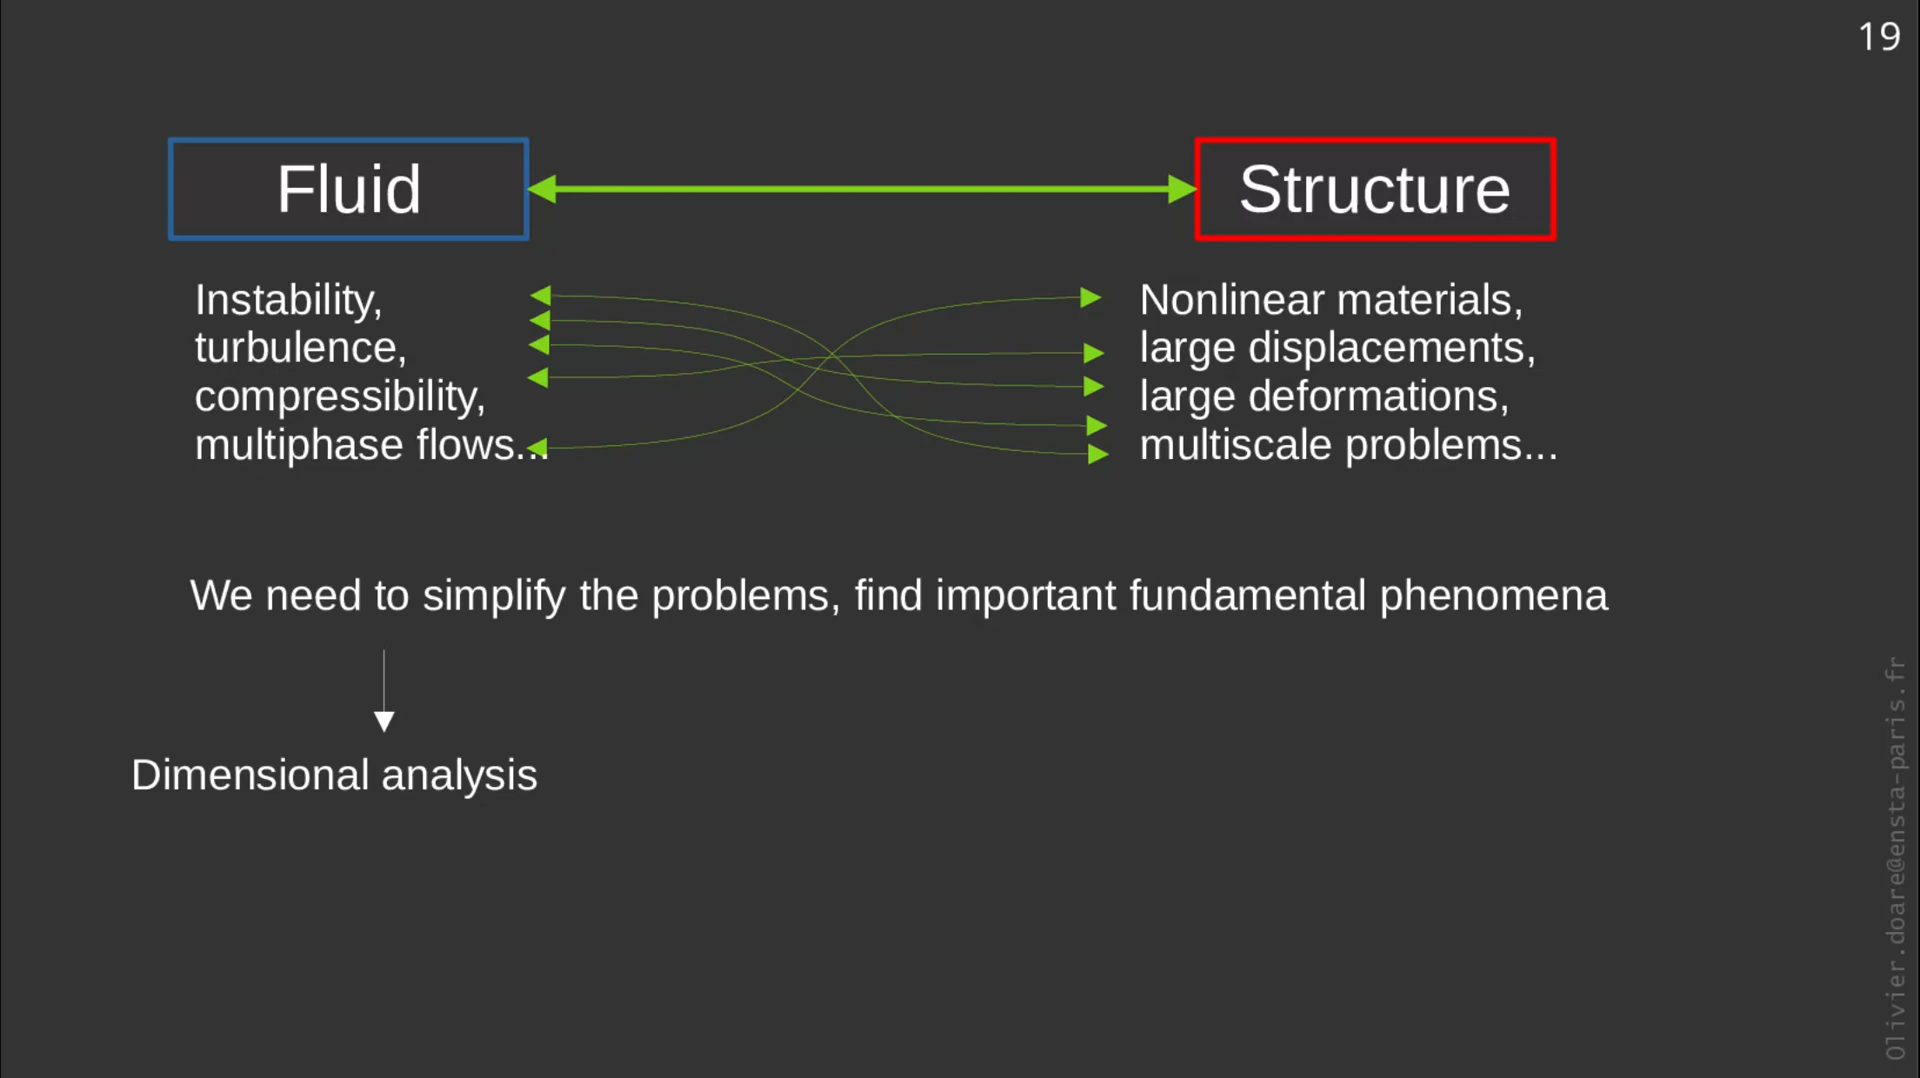 19
Fluid
Structure
Instability,
turbulence,
compressibility,
multiphase flows...
Nonlinear materials,
large displacements,
large deformations,
multiscale problems...
We need to simplify the problems, find important fundamental phenomena
Dimensional analysis
Olivier.doare@ensta-paris.fr